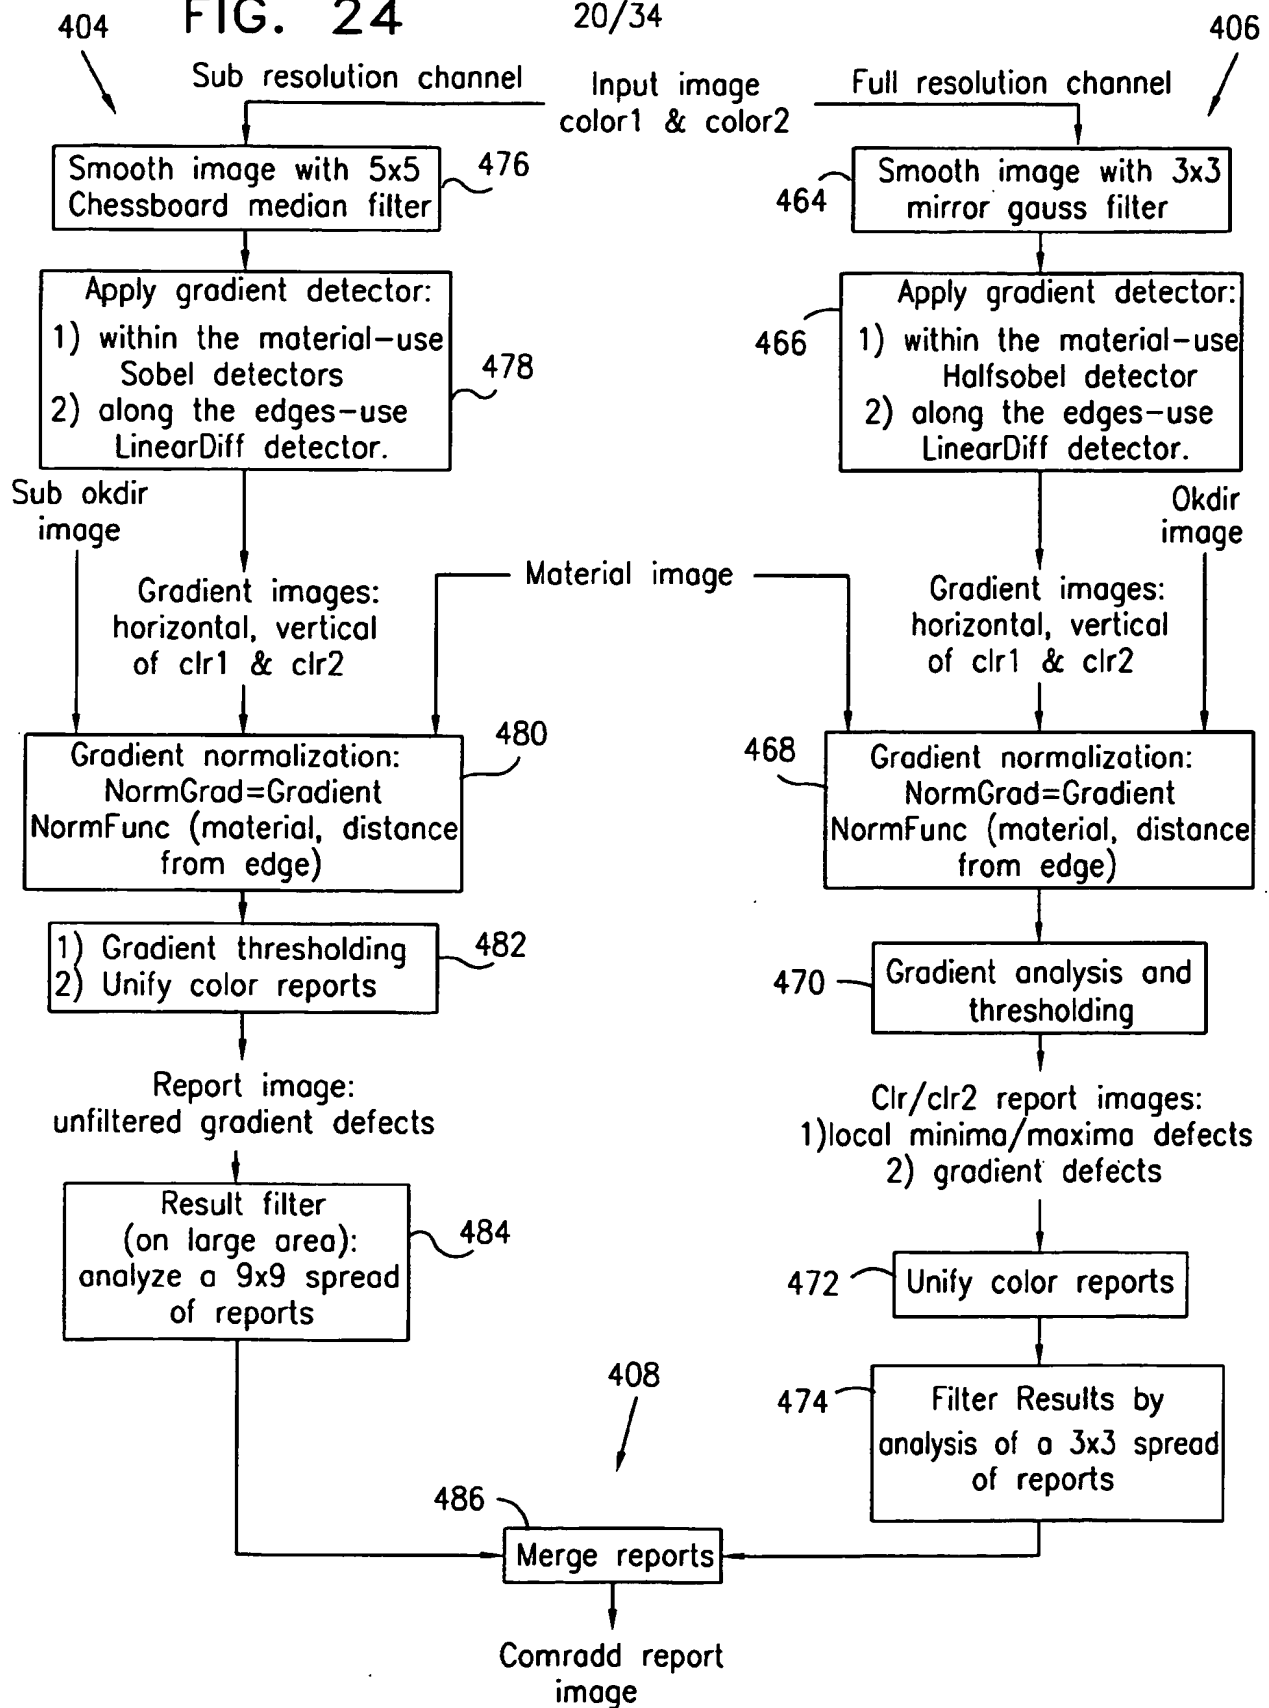 FIG. 24
20/34
404
406
Sub resolution channel
Input image
color1 & color2
Full resolution channel
Smooth image with 5x5
Chessboard median filter
476
464
Smooth image with 3x3
mirror gauss filter
Apply gradient detector:
1) within the material-use
Sobel detectors
2) along the edges-use
LinearDiff detector.
478
466
Apply gradient detector:
1) within the material-use
Halfsobel detector
2) along the edges-use
LinearDiff detector.
Sub okdir
image
Okdir
image
Gradient images:
horizontal, vertical
of clr1 & clr2
Material image
Gradient images:
horizontal, vertical
of clr1 & clr2
Gradient normalization:
NormGrad=Gradient
NormFunc (material, distance
from edge)
480
468
Gradient normalization:
NormGrad=Gradient
NormFunc (material, distance
from edge)
1) Gradient thresholding
2) Unify color reports
482
470
Gradient analysis and
thresholding
Report image:
unfiltered gradient defects
Clr/clr2 report images:
1)local minima/maxima defects
2) gradient defects
Result filter
(on large area):
analyze a 9x9 spread
of reports
484
472
Unify color reports
408
474
Filter Results by
analysis of a 3x3 spread
of reports
486
Merge reports
Comradd report
image